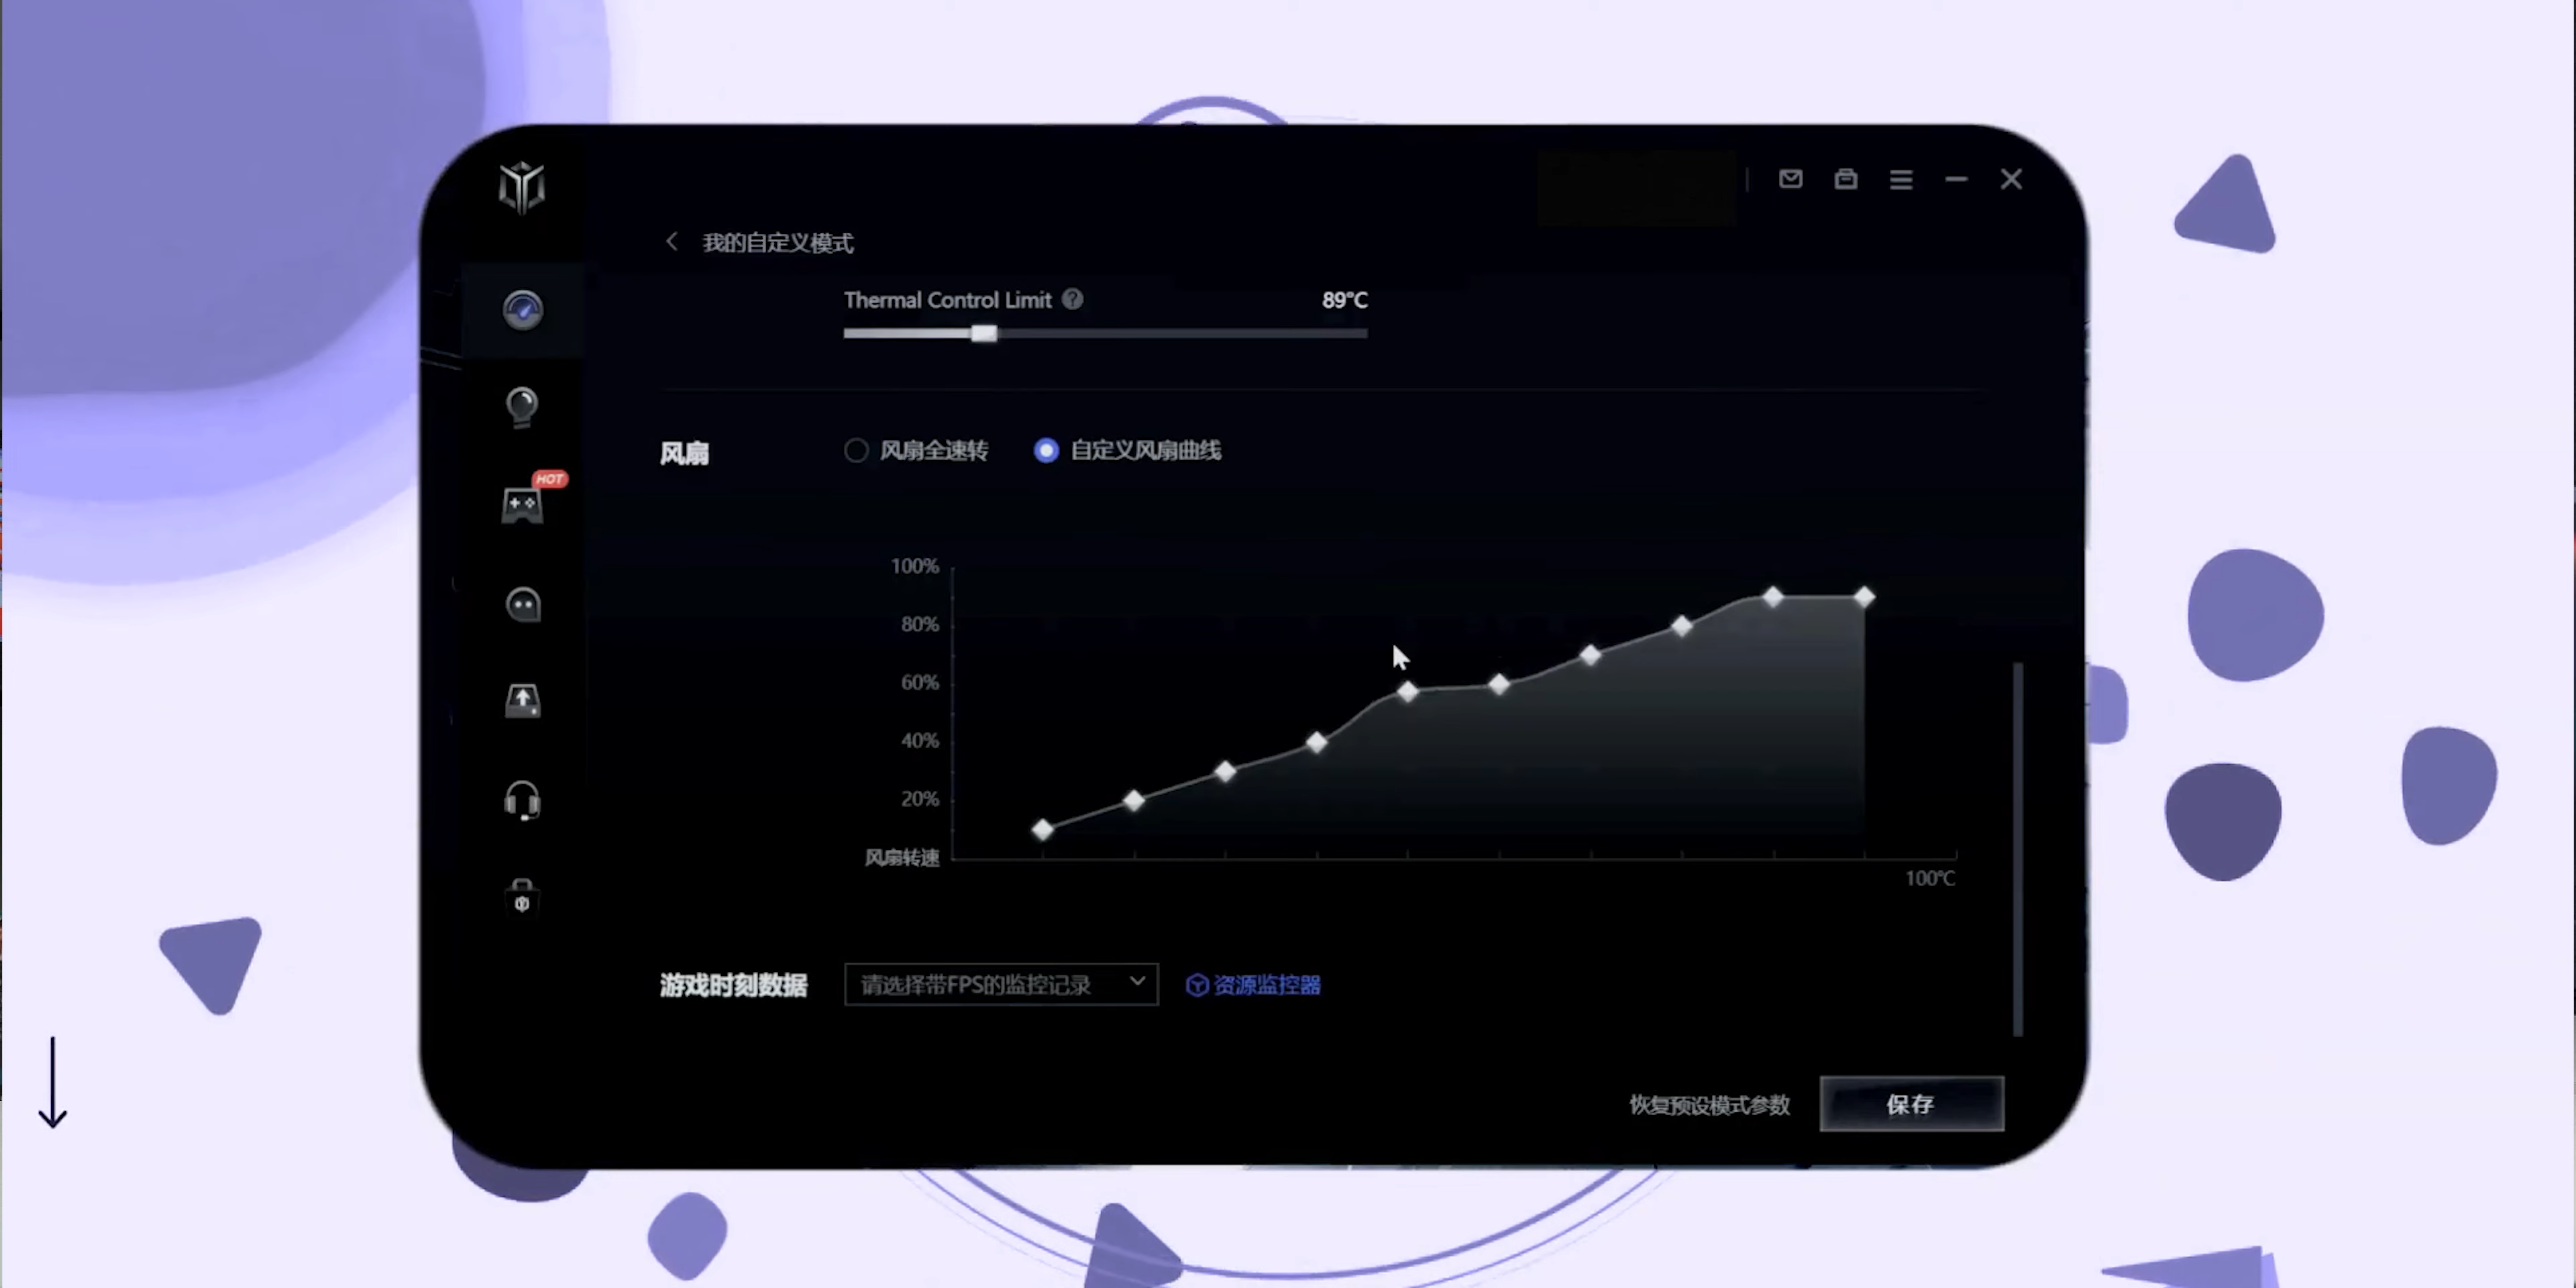 我的自定义模式
Thermal Control Limit ? 89°C
风扇 风扇全速转 自定义风扇曲线
HOT
100%
80%
60%
40%
20%
风扇转速
100°C
游戏时刻数据 请选择带FPS的监控记录 资源监控器
恢复预设模式参数 保存